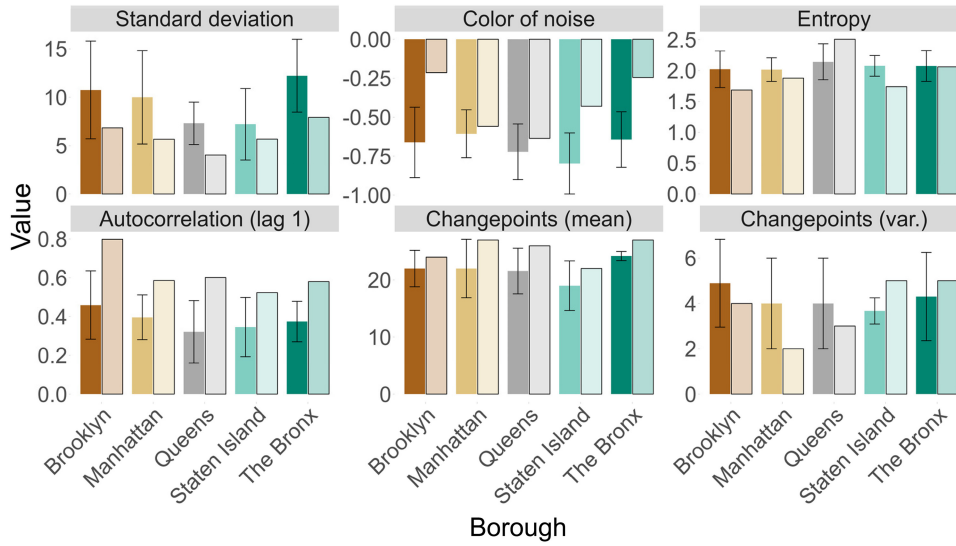 Standard deviation
Color of noise
Entropy
15
10
5
0
0.00
-0.25
-0.50
-0.75
-1.00
2.5
2.0
1.5
1.0
0.5
0.0
Value
Autocorrelation (lag 1)
Changepoints (mean)
Changepoints (var.)
0.8
0.6
0.4
0.2
0.0
20
10
0
6
4
2
0
Brooklyn
Manhattan
Queens
Staten Island
The Bronx
Brooklyn
Manhattan
Queens
Staten Island
The Bronx
Brooklyn
Manhattan
Queens
Staten Island
The Bronx
Borough